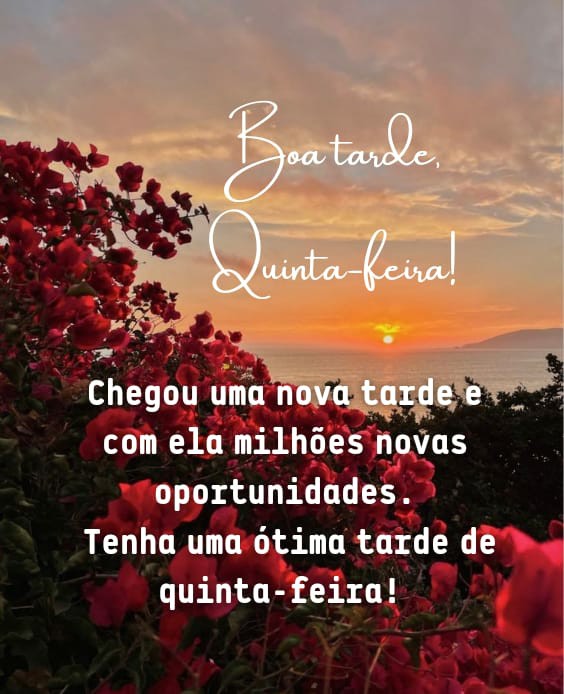 Boa tarde,
Quinta-feira!
Chegou uma nova tarde e
com ela milhões novas
oportunidades.
Tenha uma ótima tarde de
quinta-feira!